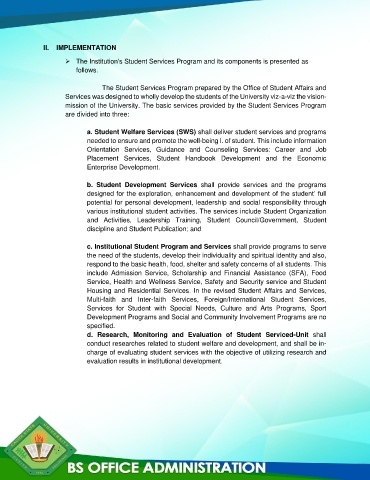 II. IMPLEMENTATION
➢ The Institution's Student Services Program and its components is presented as
follows.
The Student Services Program prepared by the Office of Student Affairs and
Services was designed to wholly develop the students of the University viz-a-viz the vision-
mission of the University. The basic services provided by the Student Services Program
are divided into three:
a. Student Welfare Services (SWS) shall deliver student services and programs
needed to ensure and promote the well-being l. of student. This include information
Orientation Services, Guidance and Counseling Services: Career and Job
Placement Services, Student Handbook Development and the Economic
Enterprise Development.
b. Student Development Services shall provide services and the programs
designed for the exploration, enhancement and development of the student' full
potential for personal development, leadership and social responsibility through
various institutional student activities. The services include Student Organization
and Activities, Leadership Training, Student Council/Government, Student
discipline and Student Publication; and
c. Institutional Student Program and Services shall provide programs to serve
the need of the students, develop their individuality and spiritual identity and also,
respond to the basic health, food, shelter and safety concerns of all students. This
include Admission Service, Scholarship and Financial Assistance (SFA), Food
Service, Health and Wellness Service, Safety and Security service and Student
Housing and Residential Services. In the revised Student Affairs and Services,
Multi-faith and Inter-faith Services, Foreign/International Student Services,
Services for Student with Special Needs, Culture and Arts Programs, Sport
Development Programs and Social and Community Involvement Programs are no
specified.
d. Research, Monitoring and Evaluation of Student Serviced-Unit shall
conduct researches related to student welfare and development, and shall be in-
charge of evaluating student services with the objective of utilizing research and
evaluation results in institutional development.
BS OFFICE ADMINISTRATION